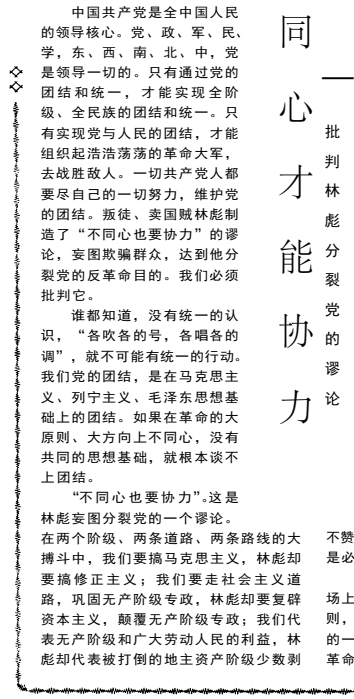 同心才能协力
——批判林彪分裂党的谬论
中国共产党是全中国人民
的领导核心。党、政、军、民、
学，东、西、南、北、中，党
是领导一切的。只有通过党的
团结和统一，才能实现全阶
级、全民族的团结和统一。只
有实现党与人民的团结，才能
组织起浩浩荡荡的革命大军，
去战胜敌人。一切共产党人都
要尽自己的一切努力，维护党
的团结。叛徒、卖国贼林彪制
造了“不同心也要协力”的谬
论，妄图欺骗群众，达到他分
裂党的反革命目的。我们必须
批判它。
谁都知道，没有统一的认
识，“各吹各的号，各唱各的
调”，就不可能有统一的行动。
我们党的团结，是在马克思主
义、列宁主义、毛泽东思想基
础上的团结。如果在革命的大
原则、大方向上不同心，没有
共同的思想基础，就根本谈不
上团结。
“不同心也要协力”。这是
林彪妄图分裂党的一个谬论。
在两个阶级、两条道路、两条路线的大
搏斗中，我们要搞马克思主义，林彪却
要搞修正主义；我们要走社会主义道
路，巩固无产阶级专政，林彪却要复辟
资本主义，颠覆无产阶级专政；我们代
表无产阶级和广大劳动人民的利益，林
彪却代表被打倒的地主资产阶级少数剥
不赞
是必
场上
则，
的一
革命